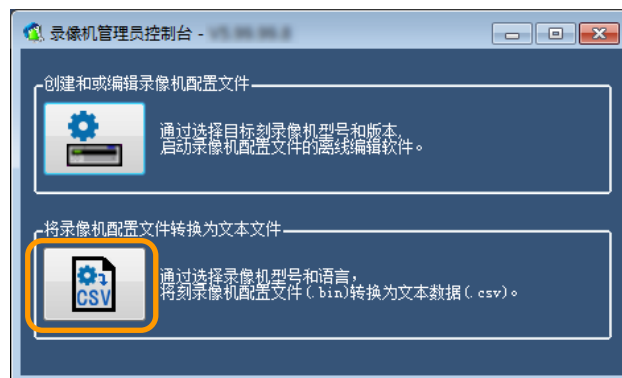 录像机管理员控制台 -
创建和或编辑录像机配置文件
通过选择目标刻录像机型号和版本,
启动录像机配置文件的离线编辑软件。
将录像机配置文件转换为文本文件
CSV
通过选择录像机型号和语言,
将刻录像机配置文件(.bin)转换为文本数据(.csv)。